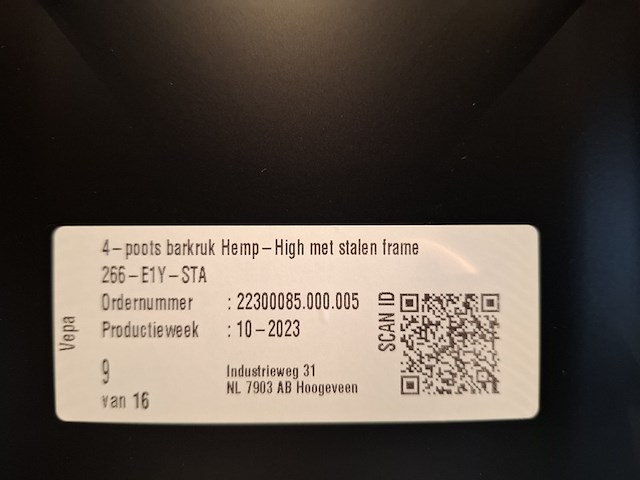 4-poots barkruk Hemp-High met stalen frame
266-E1Y-STA
Ordernummer : 22300085.000.005
Productieweek : 10-2023
Vepa
SCAN ID
9
van 16
Industrieweg 31
NL 7903 AB Hoogeveen